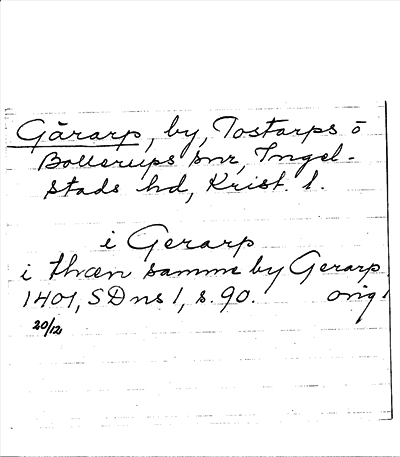 Gärarp, by, Tostarps o
Bollerups snr, Ingel-
stads hd, Krist. l.
i Gerarp
i thæn samme by Gerarp
1401, SDns 1, s. 90. orig.
20/12